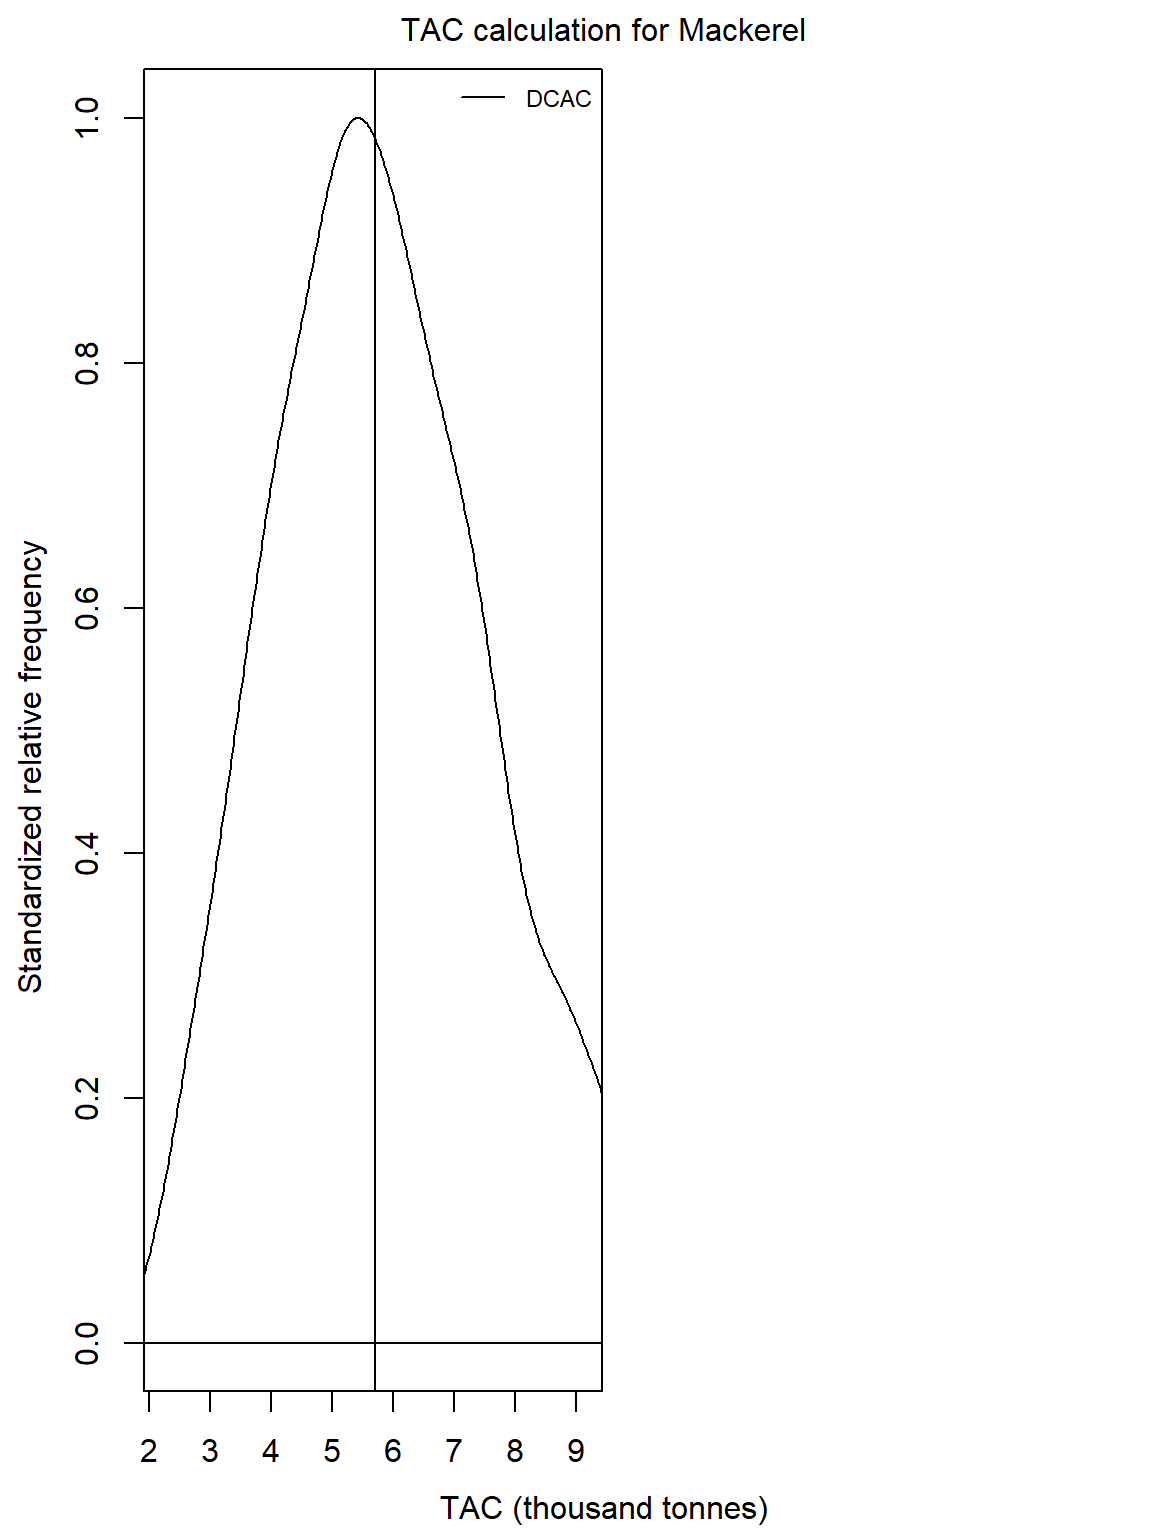 TAC calculation for Mackerel
DCAC
Standardized relative frequency
1.0
0.8
0.6
0.4
0.2
0.0
2 3 4 5 6 7 8 9
TAC (thousand tonnes)